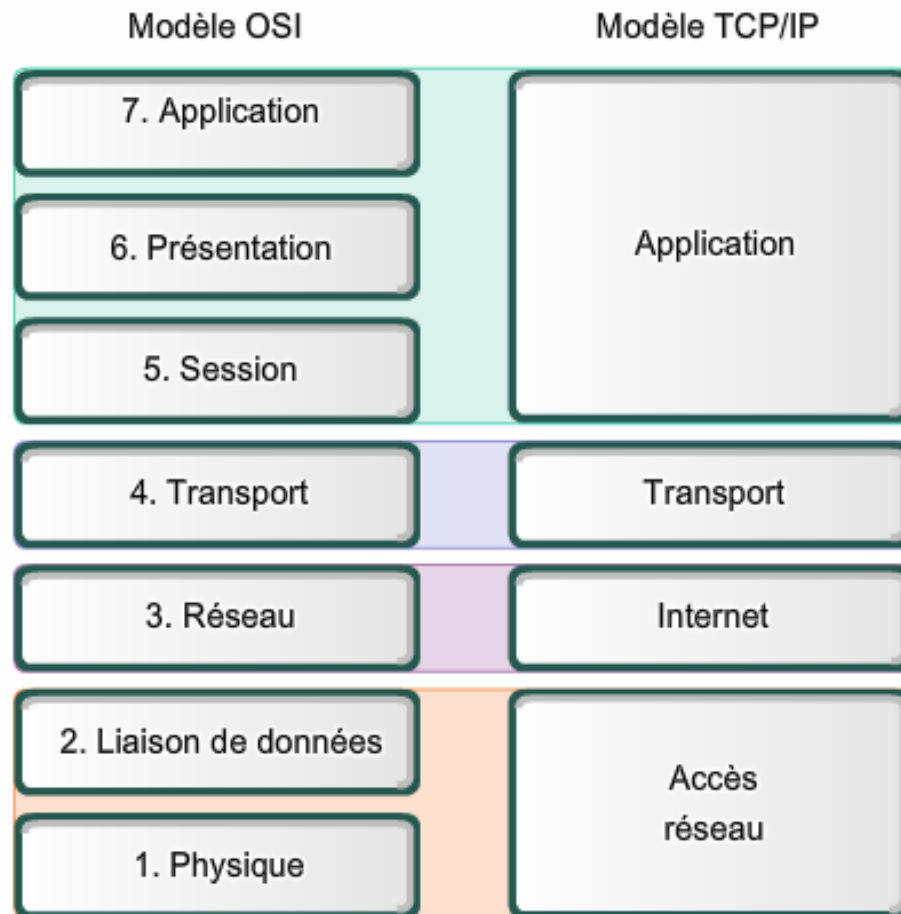 Modèle OSI
Modèle TCP/IP
7. Application
6. Présentation
5. Session
4. Transport
3. Réseau
2. Liaison de données
1. Physique
Application
Transport
Internet
Accès
réseau